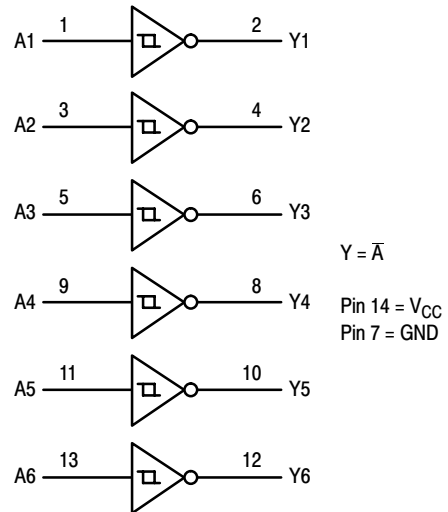 A1 1 2 Y1
A2 3 4 Y2
A3 5 6 Y3
Y = A̅
A4 9 8 Y4
Pin 14 = V_CC
Pin 7 = GND
A5 11 10 Y5
A6 13 12 Y6